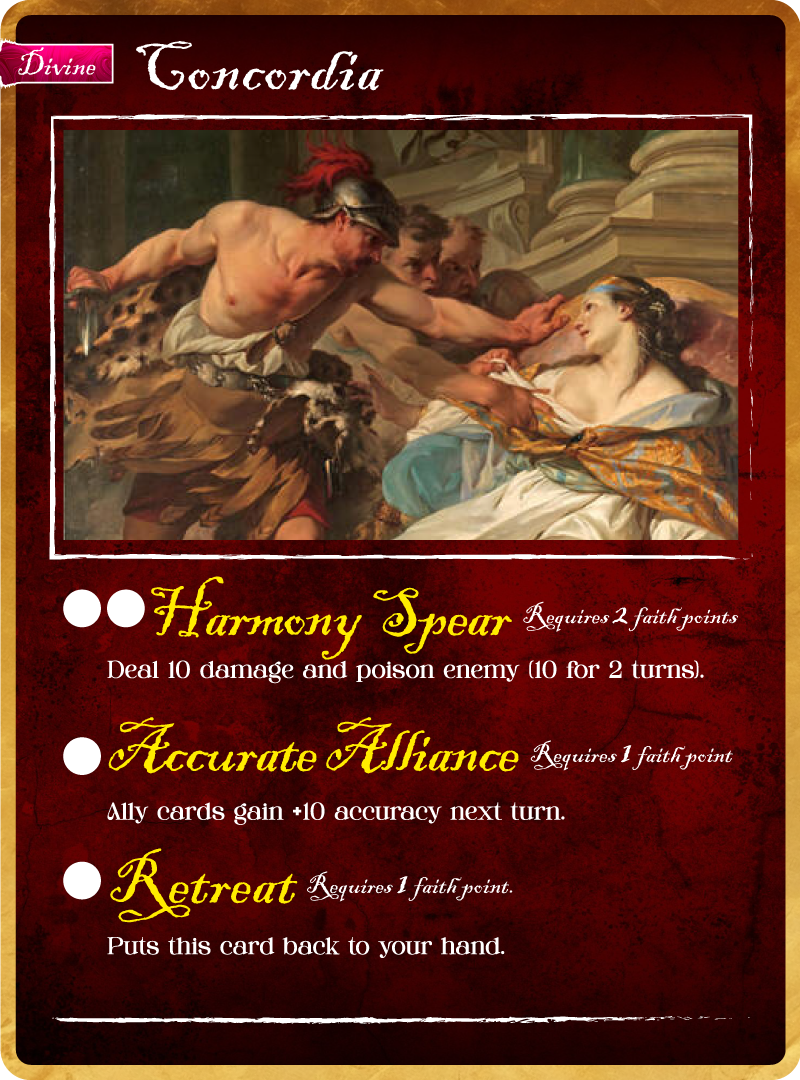 Divine
Concordia
Harmony Spear Requires 2 faith points
Deal 10 damage and poison enemy (10 for 2 turns).
Accurate Alliance Requires 1 faith point
Ally cards gain +10 accuracy next turn.
Retreat Requires 1 faith point.
Puts this card back to your hand.